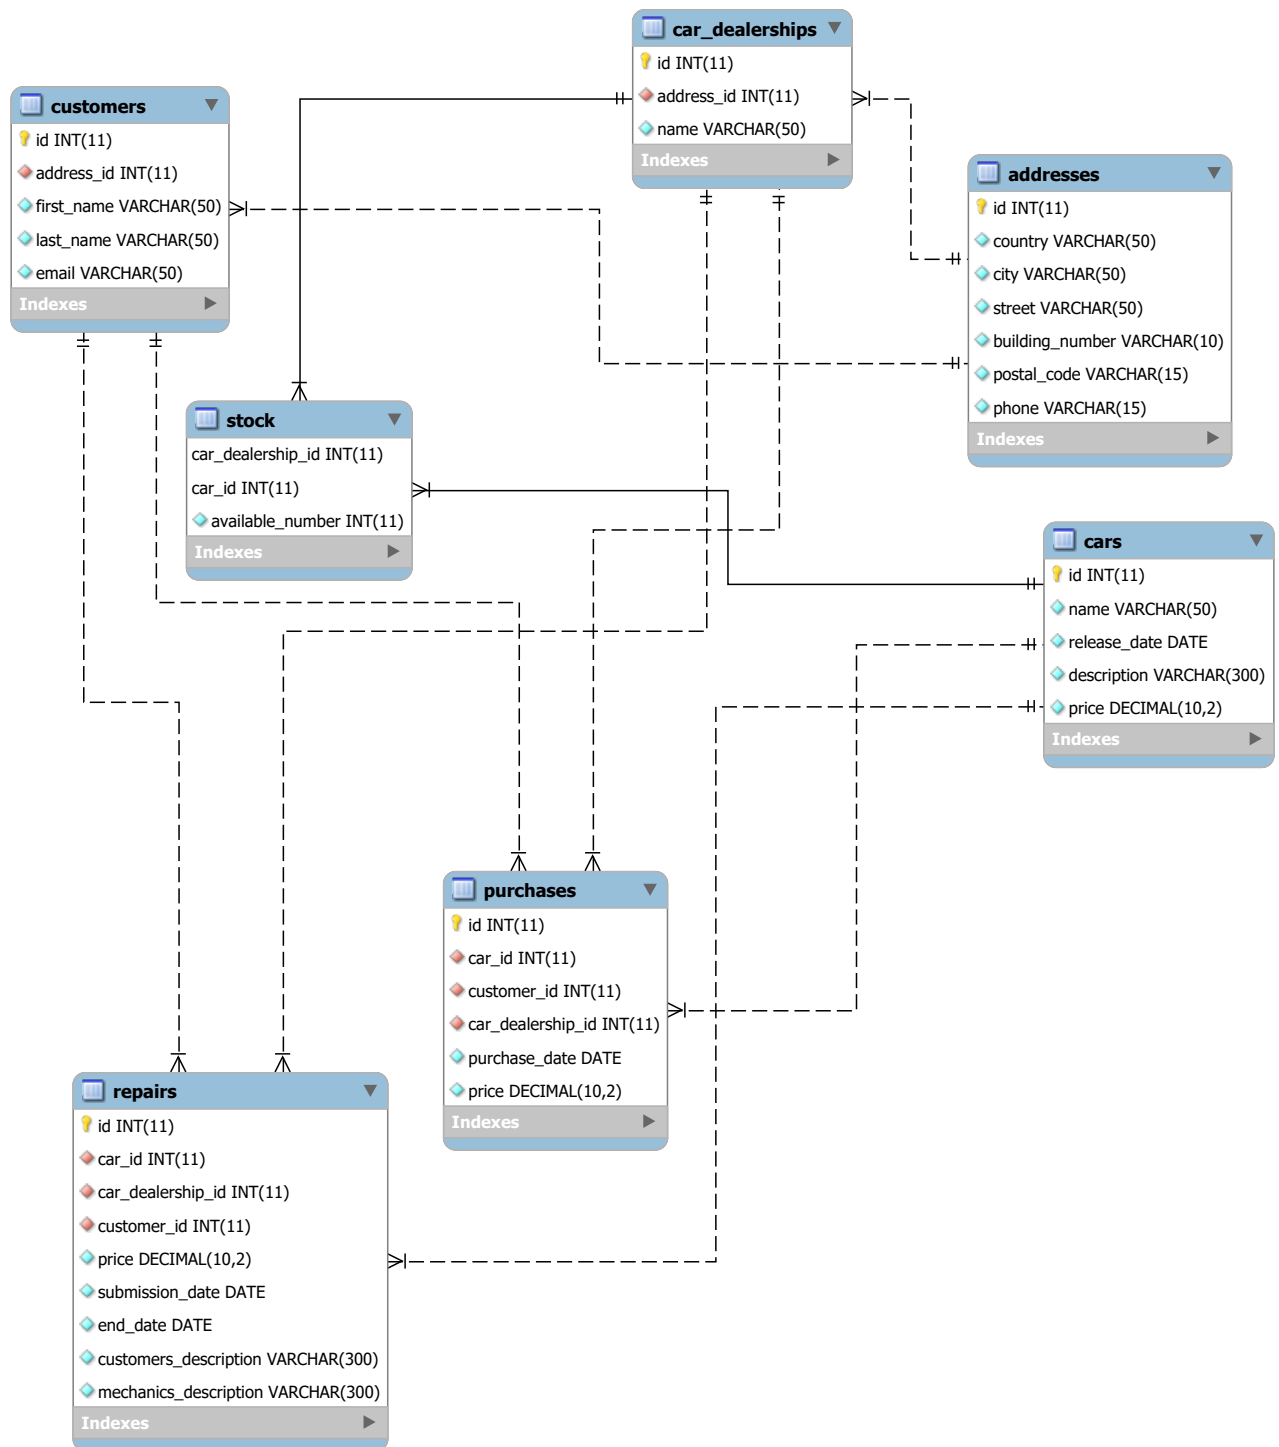 car_dealerships
id INT(11)
address_id INT(11)
name VARCHAR(50)
Indexes
customers
id INT(11)
address_id INT(11)
first_name VARCHAR(50)
last_name VARCHAR(50)
email VARCHAR(50)
Indexes
addresses
id INT(11)
country VARCHAR(50)
city VARCHAR(50)
street VARCHAR(50)
building_number VARCHAR(10)
postal_code VARCHAR(15)
phone VARCHAR(15)
Indexes
stock
car_dealership_id INT(11)
car_id INT(11)
available_number INT(11)
Indexes
cars
id INT(11)
name VARCHAR(50)
release_date DATE
description VARCHAR(300)
price DECIMAL(10,2)
Indexes
purchases
id INT(11)
car_id INT(11)
customer_id INT(11)
car_dealership_id INT(11)
purchase_date DATE
price DECIMAL(10,2)
Indexes
repairs
id INT(11)
car_id INT(11)
car_dealership_id INT(11)
customer_id INT(11)
price DECIMAL(10,2)
submission_date DATE
end_date DATE
customers_description VARCHAR(300)
mechanics_description VARCHAR(300)
Indexes